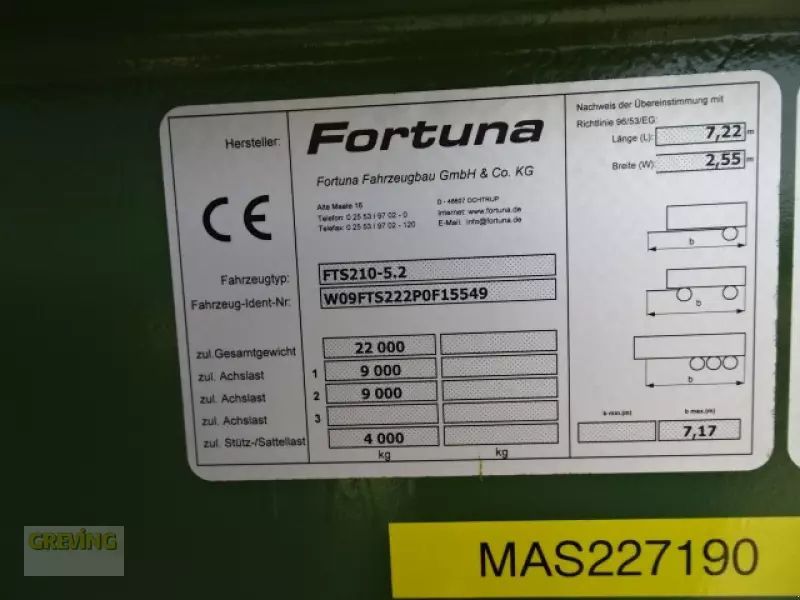 Hersteller:
CE
Fortuna
Fortuna Fahrzeugbau GmbH & Co. KG
Alte Maate 16
Telefon: 0 25 53 / 97 02 - 0
Telefax: 0 25 53 / 97 02 - 120
D - 48607 OCHTRUP
Internet: www.fortuna.de
E-Mail: info@fortuna.de
Fahrzeugtyp: FTS210-5.2
Fahrzeug-Ident-Nr: W09FTS222P0F15549
zul. Gesamtgewicht 22 000
zul. Achslast 1 9 000
zul. Achslast 2 9 000
zul. Achslast 3
zul. Stütz-/Sattellast 4 000
kg kg
Nachweis der Übereinstimmung mit
Richtlinie 96/53/EG:
Länge (L): 7,22 m
Breite (W): 2,55 m
b
b
b
b min.(m) b max.(m)
7,17
GREVING
MAS227190